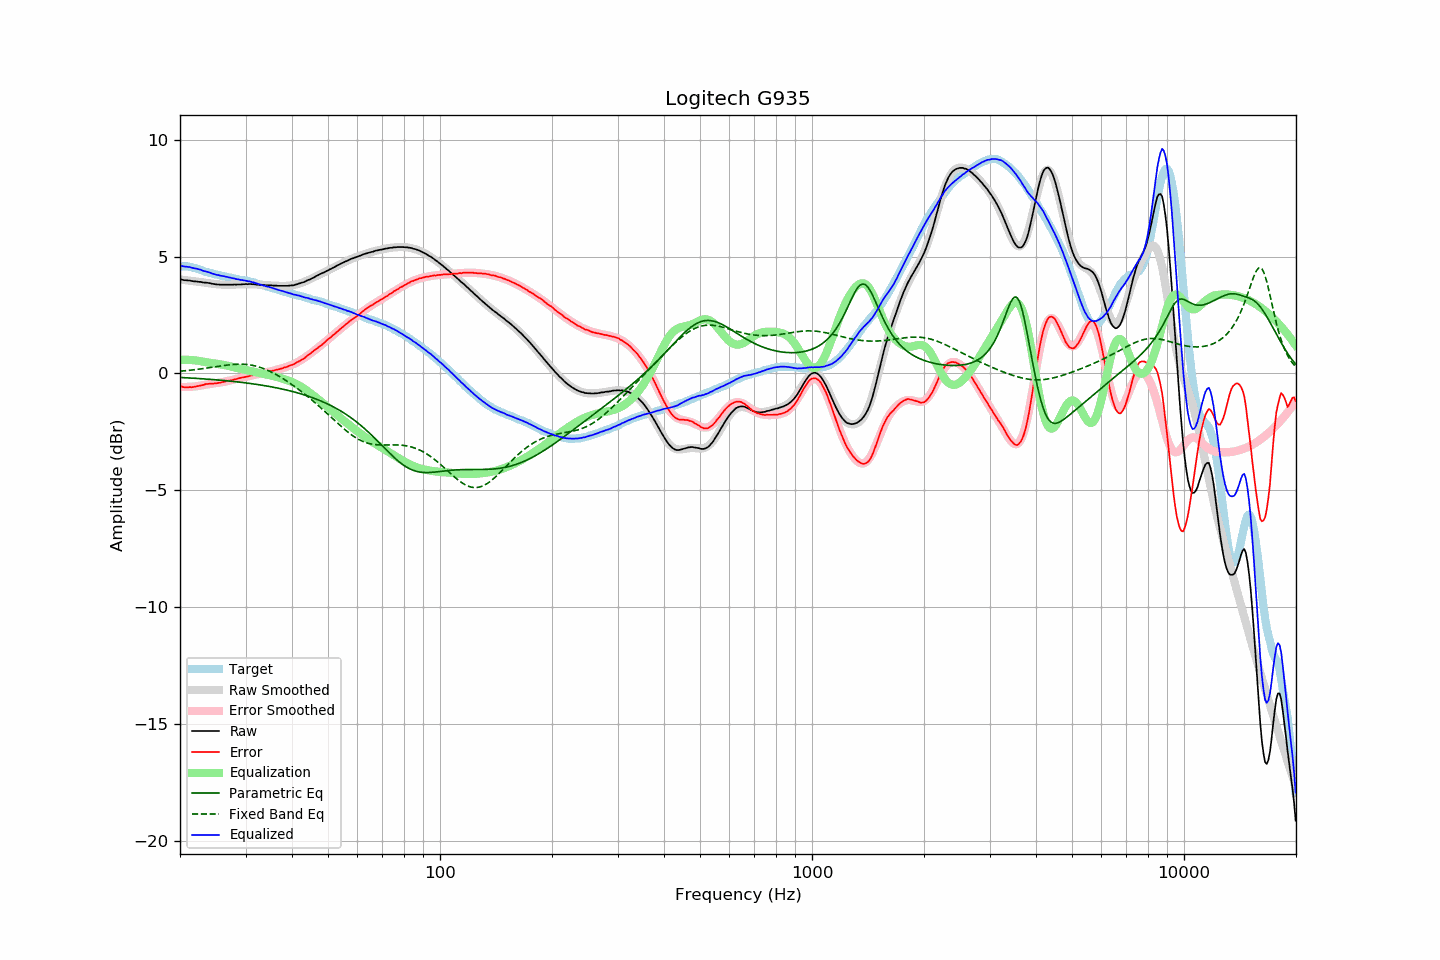 Logitech G935
Amplitude (dBr)
10
5
0
−5
−10
−15
−20
Target
Raw Smoothed
Error Smoothed
Raw
Error
Equalization
Parametric Eq
Fixed Band Eq
Equalized
100
1000
10000
Frequency (Hz)